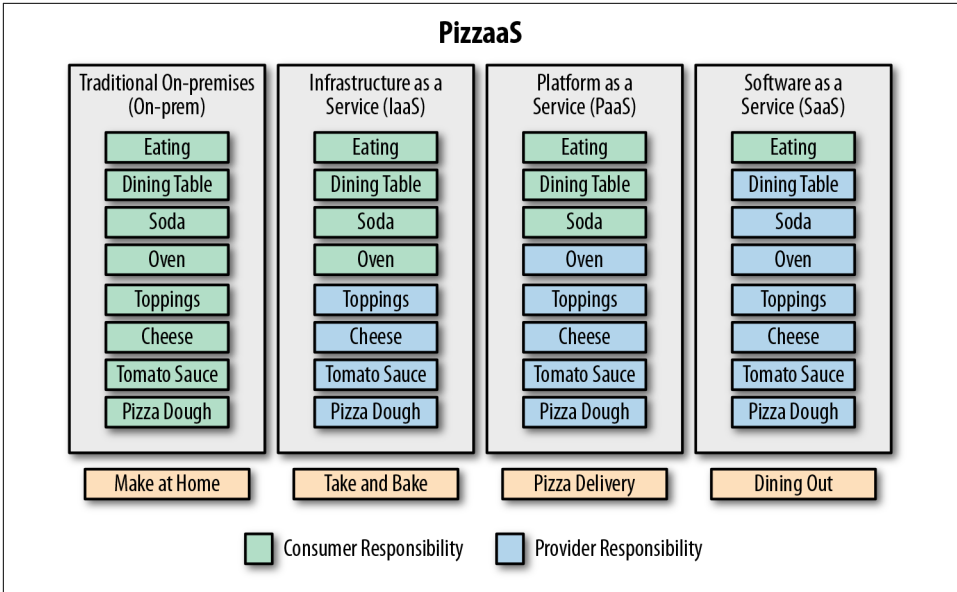 PizzaaS
Traditional On-premises
(On-prem)
Eating
Dining Table
Soda
Oven
Toppings
Cheese
Tomato Sauce
Pizza Dough
Make at Home
Infrastructure as a
Service (IaaS)
Eating
Dining Table
Soda
Oven
Toppings
Cheese
Tomato Sauce
Pizza Dough
Take and Bake
Platform as a
Service (PaaS)
Eating
Dining Table
Soda
Oven
Toppings
Cheese
Tomato Sauce
Pizza Dough
Pizza Delivery
Software as a
Service (SaaS)
Eating
Dining Table
Soda
Oven
Toppings
Cheese
Tomato Sauce
Pizza Dough
Dining Out
Consumer Responsibility
Provider Responsibility